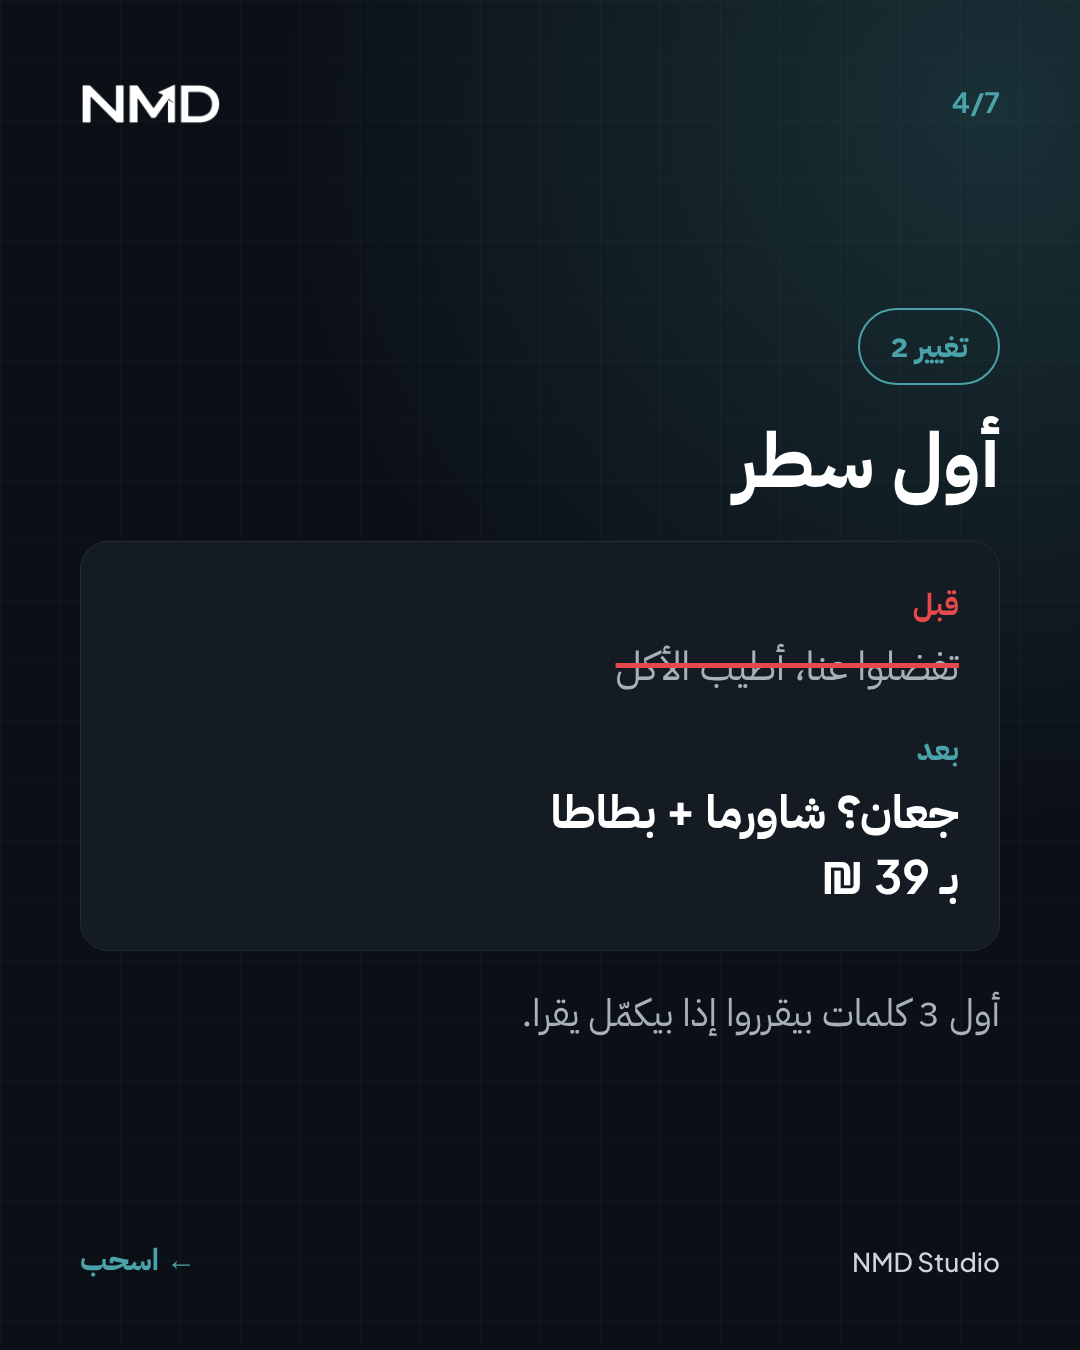 NMD
4/7
تغيير 2
أول سطر
قبل
تفضلوا عنا، أطيب الأكل
بعد
جعان؟ شاورما + بطاطا
بـ 39 ₪
أول 3 كلمات بيقرروا إذا بيكمّل يقرا.
NMD Studio
← اسحب